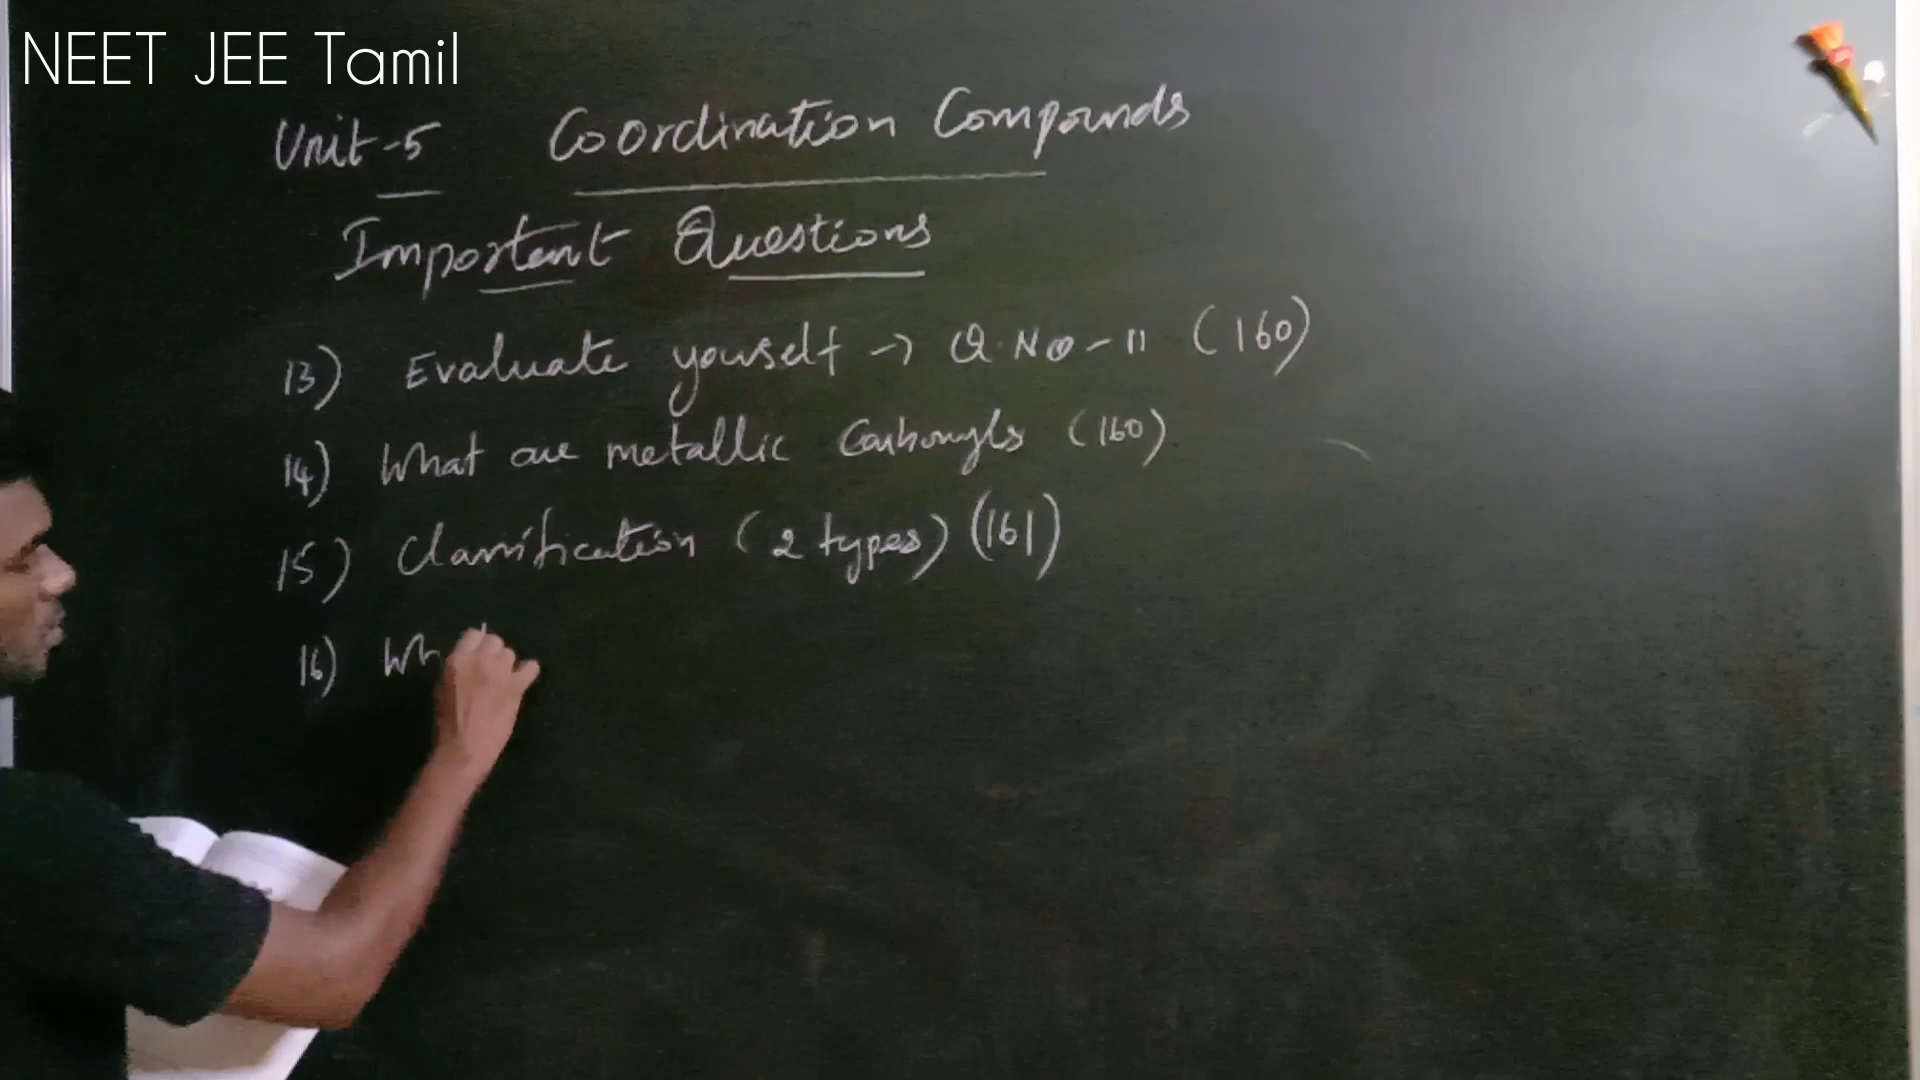 NEET JEE Tamil
Unit-5 Coordination Compounds
Important Questions
13) Evaluate yourself → Q.No-11 (160)
14) What are metallic Carbonyls (160)
15) Classification (2 types) (161)
16) Wh